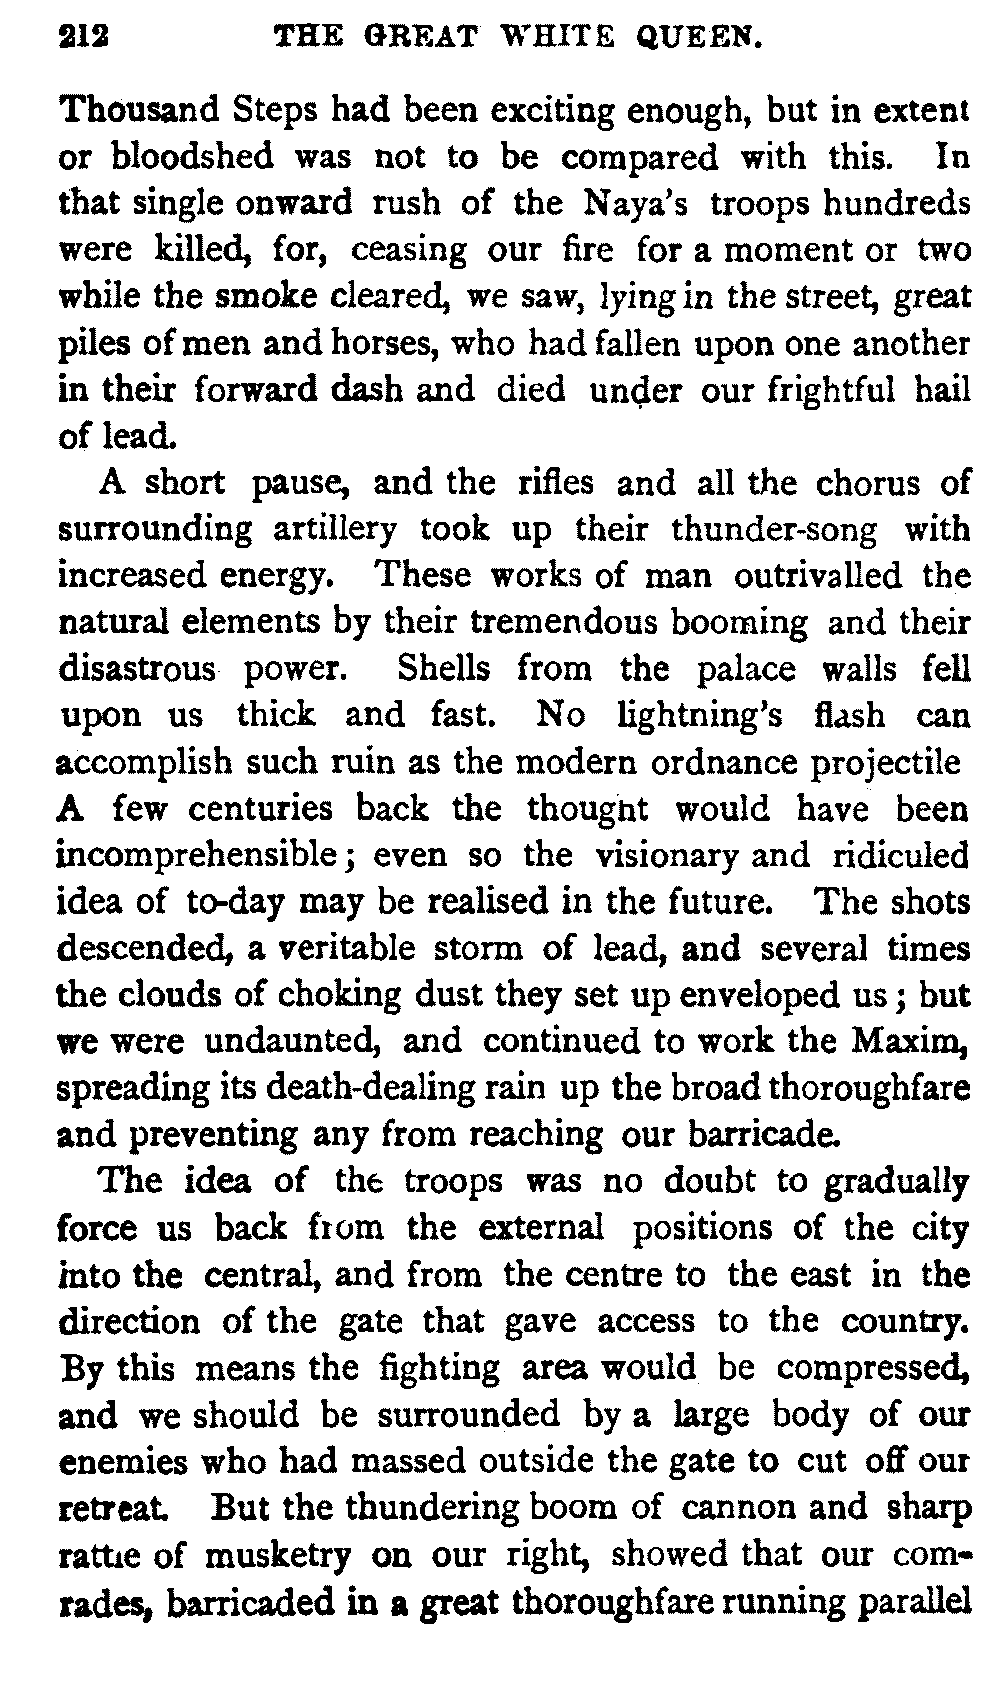 212 THE GREAT WHITE QUEEN.
Thousand Steps had been exciting enough, but in extent
or bloodshed was not to be compared with this. In
that single onward rush of the Naya's troops hundreds
were killed, for, ceasing our fire for a moment or two
while the smoke cleared, we saw, lying in the street, great
piles of men and horses, who had fallen upon one another
in their forward dash and died under our frightful hail
of lead.
A short pause, and the rifles and all the chorus of
surrounding artillery took up their thunder-song with
increased energy. These works of man outrivalled the
natural elements by their tremendous booming and their
disastrous power. Shells from the palace walls fell
upon us thick and fast. No lightning's flash can
accomplish such ruin as the modern ordnance projectile
A few centuries back the thought would have been
incomprehensible; even so the visionary and ridiculed
idea of to-day may be realised in the future. The shots
descended, a veritable storm of lead, and several times
the clouds of choking dust they set up enveloped us; but
we were undaunted, and continued to work the Maxim,
spreading its death-dealing rain up the broad thoroughfare
and preventing any from reaching our barricade.
The idea of the troops was no doubt to gradually
force us back from the external positions of the city
into the central, and from the centre to the east in the
direction of the gate that gave access to the country.
By this means the fighting area would be compressed,
and we should be surrounded by a large body of our
enemies who had massed outside the gate to cut off our
retreat. But the thundering boom of cannon and sharp
rattle of musketry on our right, showed that our com-
rades, barricaded in a great thoroughfare running parallel